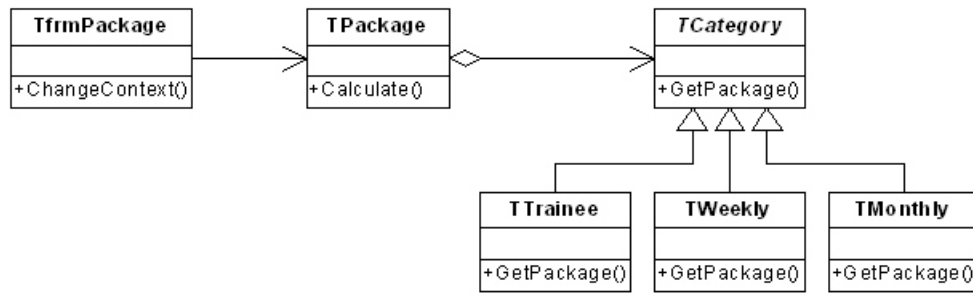 TfrmPackage
+ChangeContext()
TPackage
+Calculate()
TCategory
+GetPackage()
TTrainee
+GetPackage()
TWeekly
+GetPackage()
TMonthly
+GetPackage()